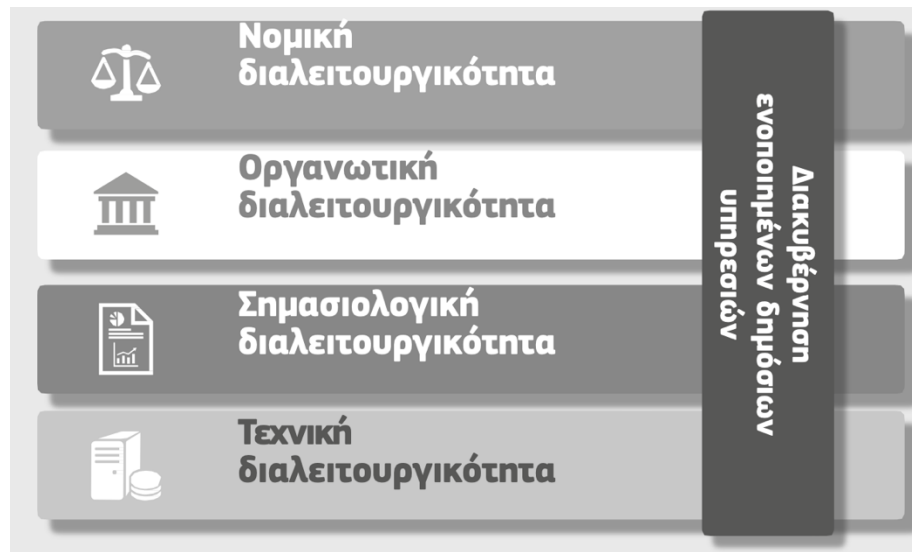 Νομική
διαλειτουργικότητα
Οργανωτική
διαλειτουργικότητα
Σημασιολογική
διαλειτουργικότητα
Τεχνική
διαλειτουργικότητα
Διακυβέρνηση
ενοποιημένων δημόσιων
υπηρεσιών